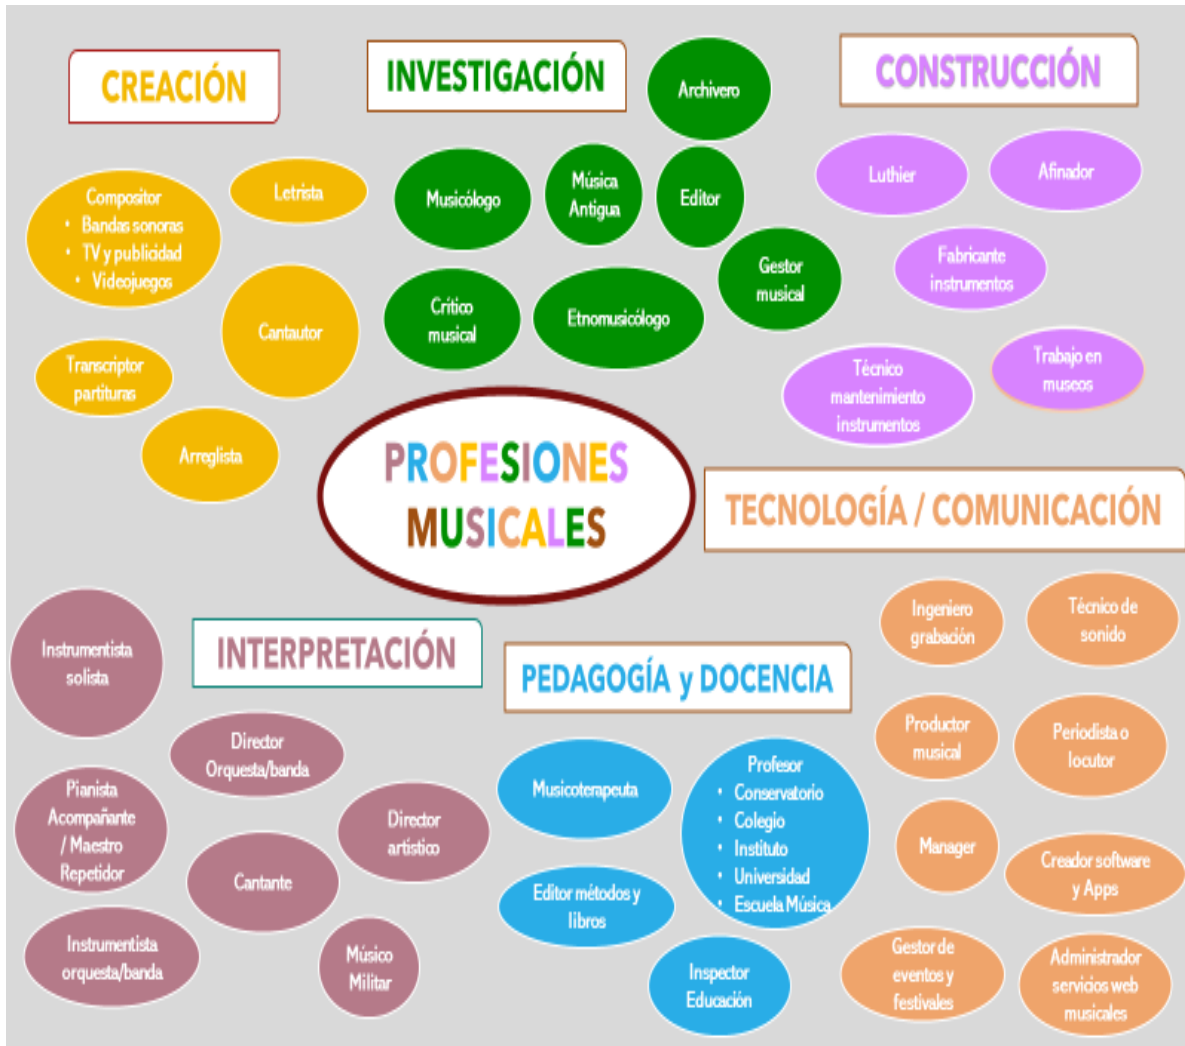 CREACIÓN
Compositor
• Bandas sonoras
• TV y publicidad
• Videojuegos
Letrista
Cantautor
Transcriptor
partituras
Arreglista
INVESTIGACIÓN
Archivero
Musicólogo
Música
Antigua
Editor
Gestor
musical
Crítico
musical
Etnomusicólogo
CONSTRUCCIÓN
Luthier
Afinador
Fabricante
instrumentos
Técnico
mantenimiento
instrumentos
Trabajo en
museos
PROFESIONES
MUSICALES
TECNOLOGÍA / COMUNICACIÓN
Ingeniero
grabación
Técnico de
sonido
Productor
musical
Periodista o
locutor
Manager
Creador software
y Apps
Gestor de
eventos y
festivales
Administrador
servicios web
musicales
INTERPRETACIÓN
Instrumentista
solista
Director
Orquesta/banda
Pianista
Acompañante
/ Maestro
Repetidor
Director
artístico
Cantante
Instrumentista
orquesta/banda
Músico
Militar
PEDAGOGÍA y DOCENCIA
Musicoterapeuta
Profesor
• Conservatorio
• Colegio
• Instituto
• Universidad
• Escuela Música
Editor métodos y
libros
Inspector
Educación